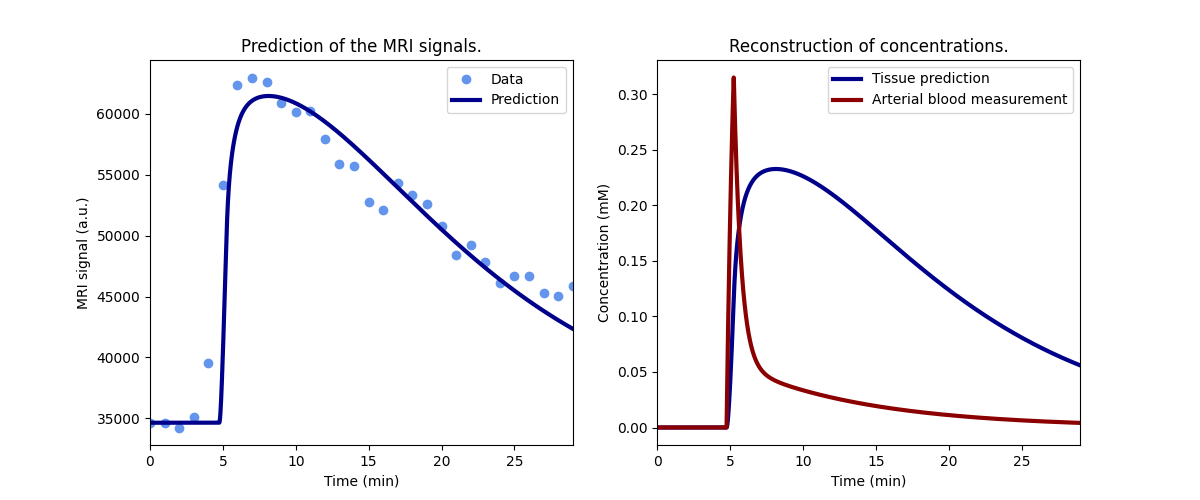 Prediction of the MRI signals.
Data
Prediction
60000
55000
50000
45000
40000
35000
MRI signal (a.u.)
0 5 10 15 20 25
Time (min)
Reconstruction of concentrations.
Tissue prediction
Arterial blood measurement
0.30
0.25
0.20
0.15
0.10
0.05
0.00
Concentration (mM)
0 5 10 15 20 25
Time (min)